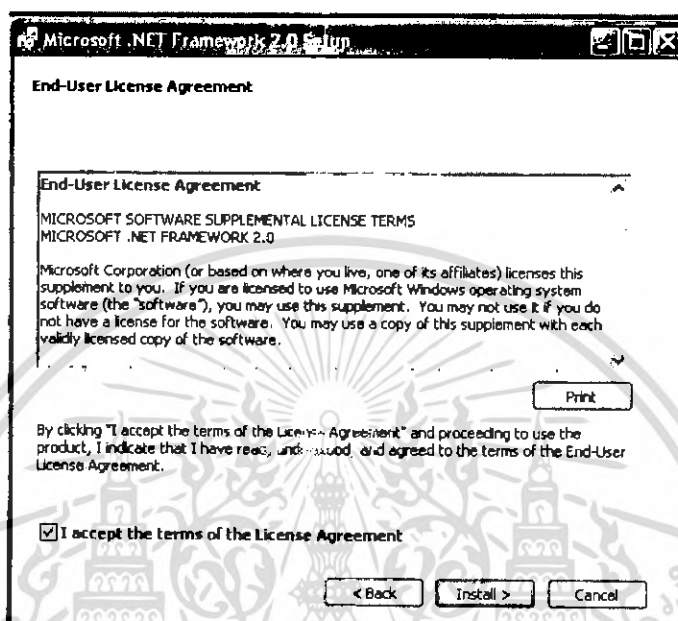 Microsoft .NET Framework 2.0 Setup
End-User License Agreement
End-User License Agreement
MICROSOFT SOFTWARE SUPPLEMENTAL LICENSE TERMS
MICROSOFT .NET FRAMEWORK 2.0
Microsoft Corporation (or based on where you live, one of its affiliates) licenses this
supplement to you. If you are licensed to use Microsoft Windows operating system
software (the "software"), you may use this supplement. You may not use it if you do
not have a license for the software. You may use a copy of this supplement with each
validly licensed copy of the software.
Print
By clicking "I accept the terms of the License Agreement" and proceeding to use the
product, I indicate that I have read, understood, and agreed to the terms of the End-User
License Agreement.
I accept the terms of the License Agreement
< Back
Install >
Cancel